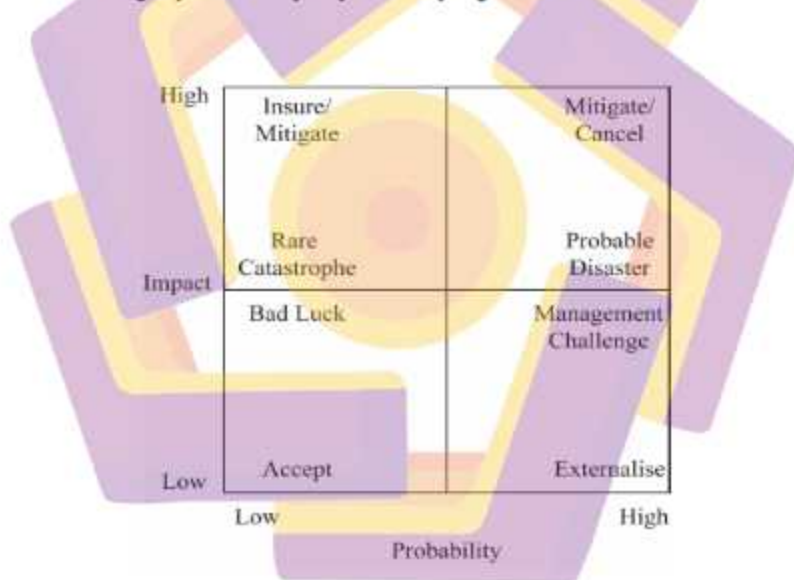 High
Insure/
Mitigate
Mitigate/
Cancel
Rare
Catastrophe
Probable
Disaster
Impact
Bad Luck
Management
Challenge
Low
Accept
Externalise
Low
High
Probability